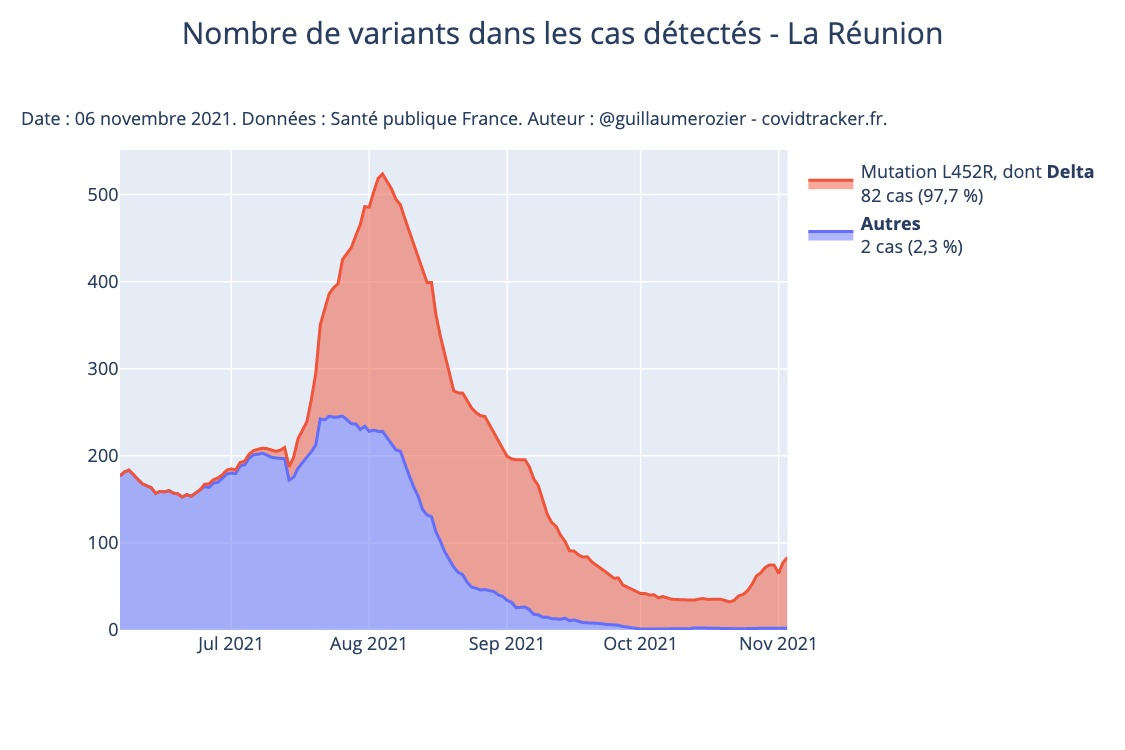 Nombre de variants dans les cas détectés - La Réunion
Date : 06 novembre 2021. Données : Santé publique France. Auteur : @guillaumerozier - covidtracker.fr.
Mutation L452R, dont Delta
82 cas (97,7 %)
Autres
2 cas (2,3 %)
500
400
300
200
100
0
Jul 2021
Aug 2021
Sep 2021
Oct 2021
Nov 2021